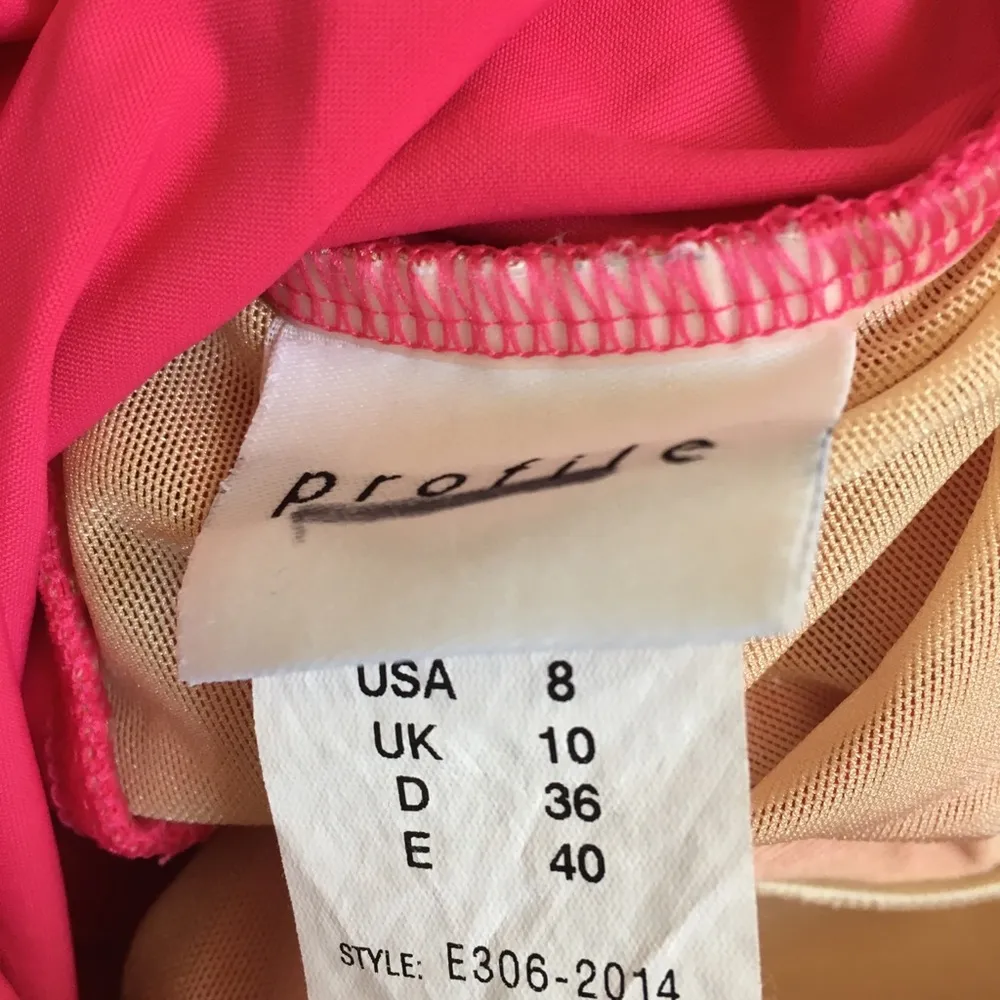 profile
USA 8
UK 10
D 36
E 40
STYLE: E306-2014